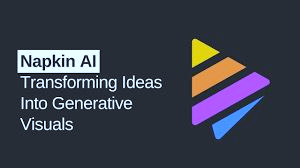 Napkin AI
Transforming Ideas
Into Generative
Visuals